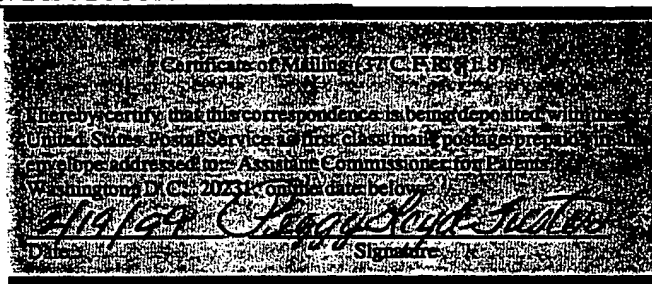 Certificate of Mailing (37 C.F.R. § 1.8)
I hereby certify that this correspondence is being deposited with the
United States Postal Service as first class mail, postage prepaid, in an
envelope addressed to: Assistant Commissioner for Patents
Washington, D.C. 20231 on the date below.
/19/99 Peggy
Date Signature